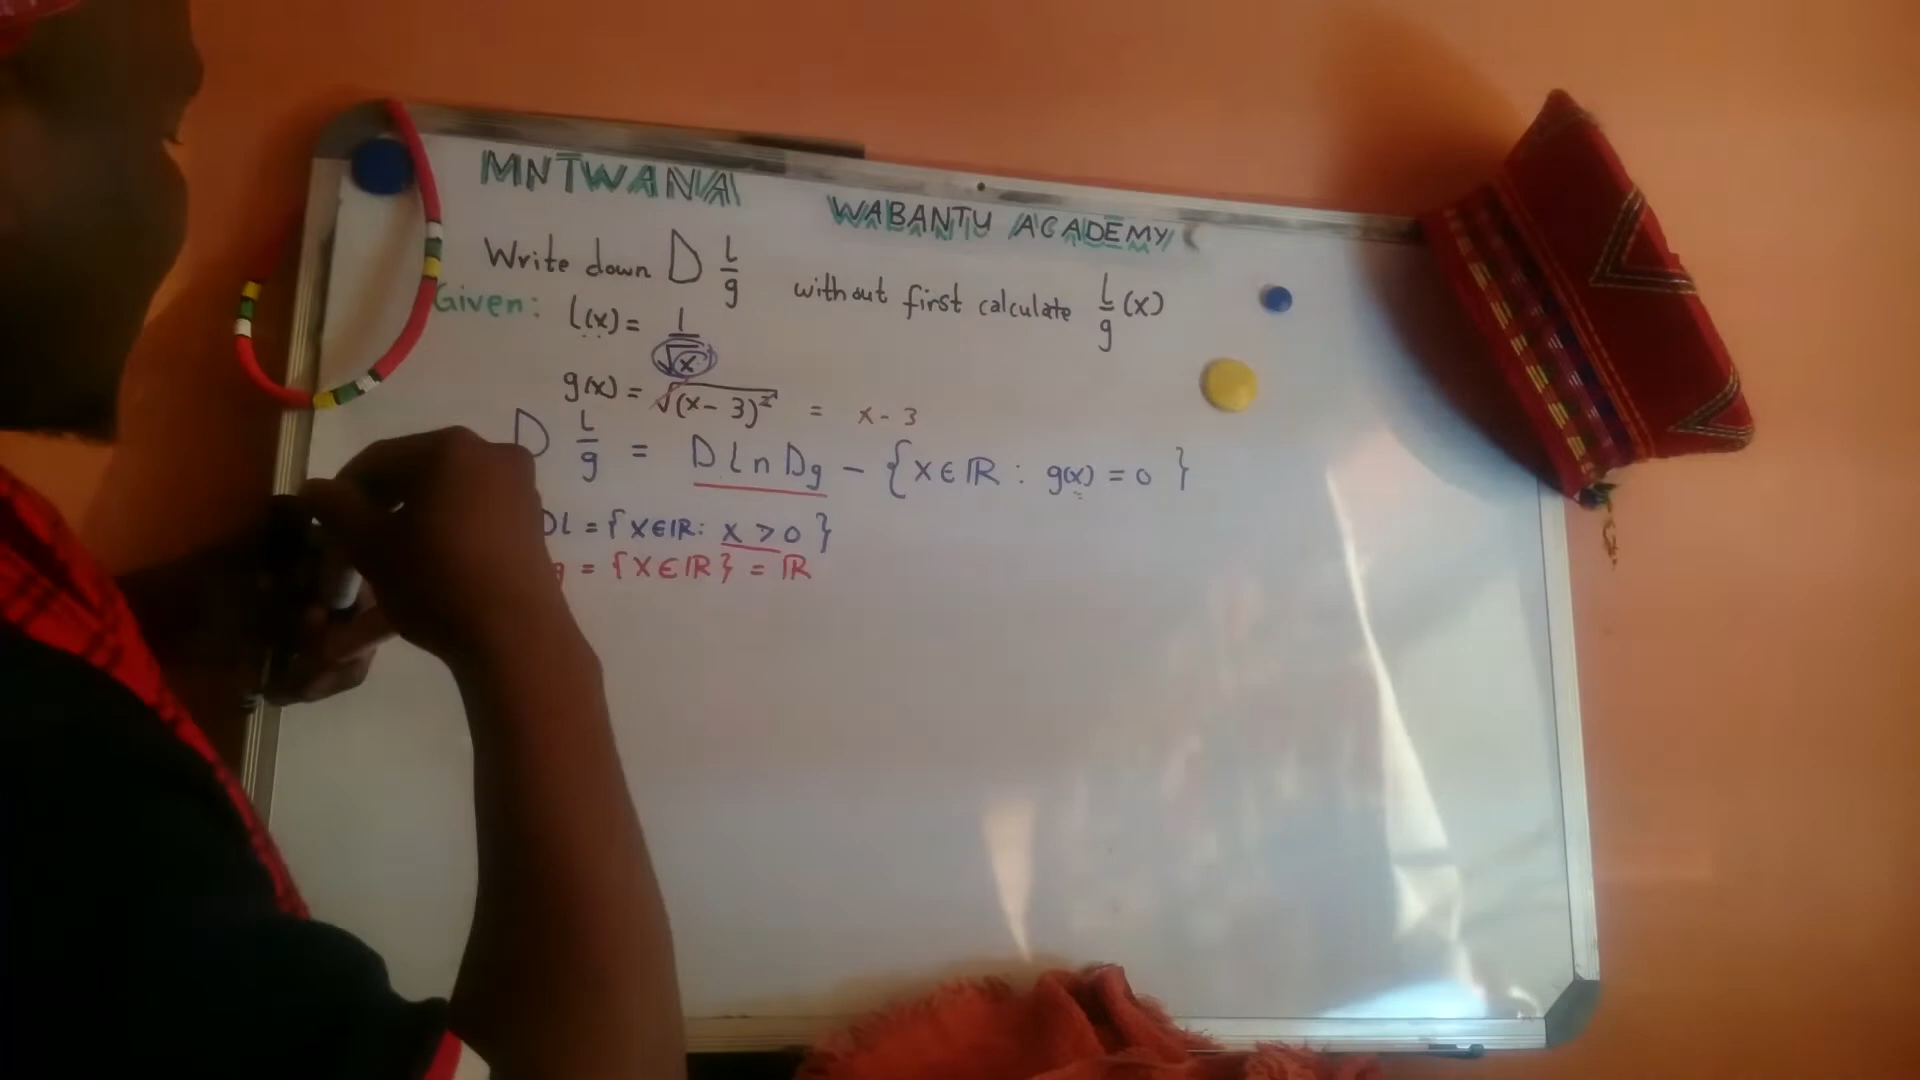 MNTWANA WABANTU ACADEMY
Write down D l/g without first calculate l/g (x)
Given: l(x) = 1/√x
g(x) = √(x-3)² = x-3
D l/g = Dl ∩ Dg - {x∈ℝ : g(x) = 0}
Dl = {x∈ℝ: x > 0}
g = {x∈ℝ} = ℝ